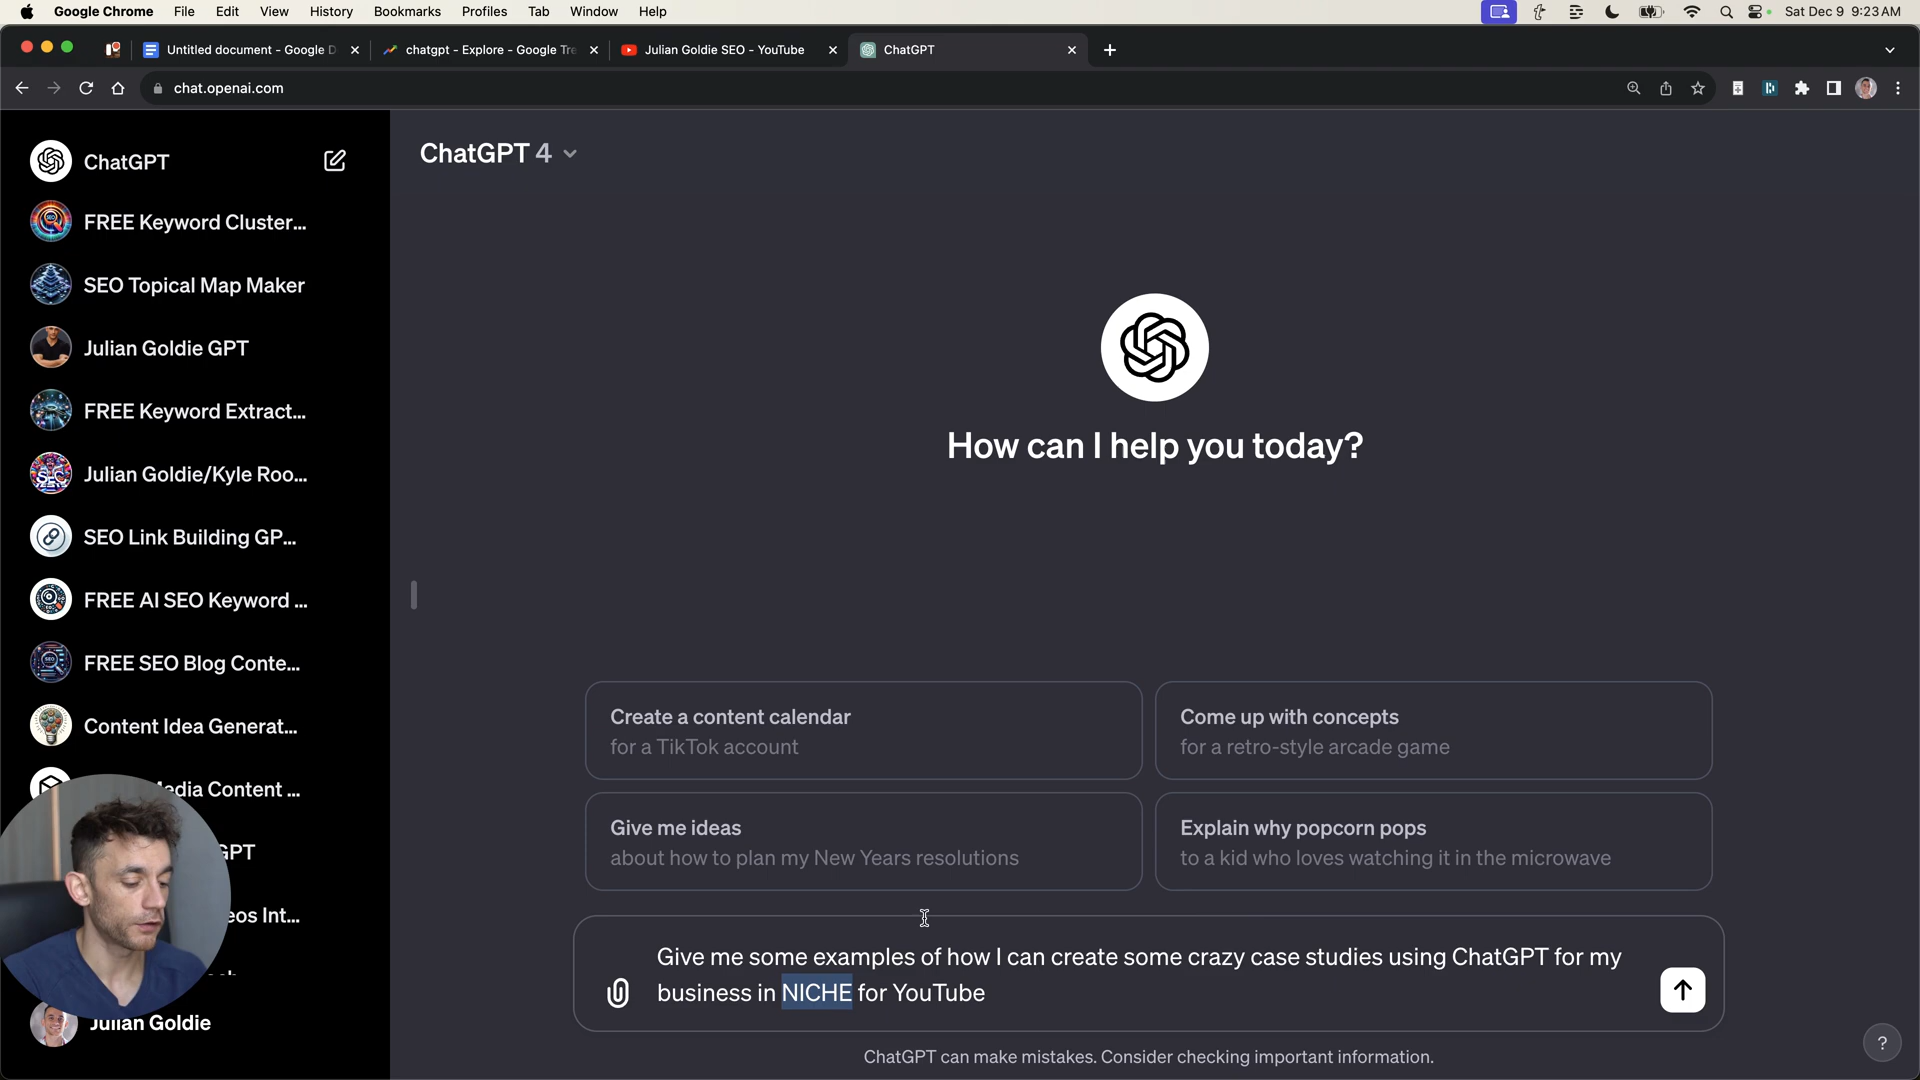 Google Chrome File Edit View History Bookmarks Profiles Tab Window Help Sat Dec 9 9:23 AM
Untitled document - Google D chatgpt - Explore - Google Tre Julian Goldie SEO - YouTube ChatGPT
chat.openai.com
ChatGPT
FREE Keyword Cluster...
SEO Topical Map Maker
Julian Goldie GPT
FREE Keyword Extract...
Julian Goldie/Kyle Roo...
SEO Link Building GP...
FREE AI SEO Keyword ...
FREE SEO Blog Conte...
Content Idea Generat...
edia Content ...
GPT
eos Int...
Julian Goldie
ChatGPT 4
How can I help you today?
Create a content calendar
for a TikTok account
Come up with concepts
for a retro-style arcade game
Give me ideas
about how to plan my New Years resolutions
Explain why popcorn pops
to a kid who loves watching it in the microwave
Give me some examples of how I can create some crazy case studies using ChatGPT for my
business in NICHE for YouTube
ChatGPT can make mistakes. Consider checking important information.
?